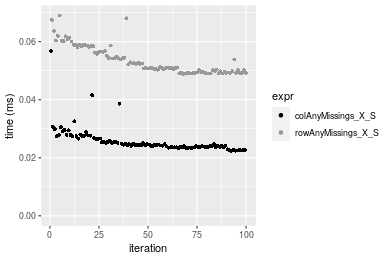 0.06
0.04
0.02
0.00
time (ms)
0
25
50
75
100
iteration
expr
colAnyMissings_X_S
rowAnyMissings_X_S